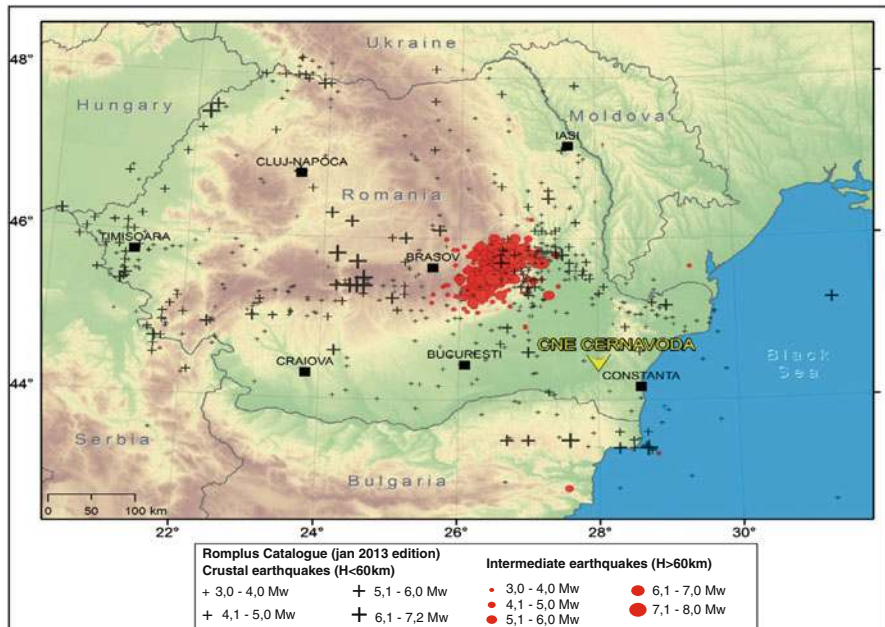 48°
Ukraine
Hungary
Moldova
IASI
CLUJ-NAPOCA
Romania
46°
TIMISOARA
BRASOV
CNE CERNAVODA
BUCURESTI
CRAIOVA
CONSTANTA
Black
Sea
44°
Serbia
Bulgaria
0 50 100 km
22° 24° 26° 28° 30°
Romplus Catalogue (jan 2013 edition)
Crustal earthquakes (H<60km)
3,0 - 4,0 Mw
4,1 - 5,0 Mw
5,1 - 6,0 Mw
6,1 - 7,2 Mw
Intermediate earthquakes (H>60km)
3,0 - 4,0 Mw
4,1 - 5,0 Mw
5,1 - 6,0 Mw
6,1 - 7,0 Mw
7,1 - 8,0 Mw